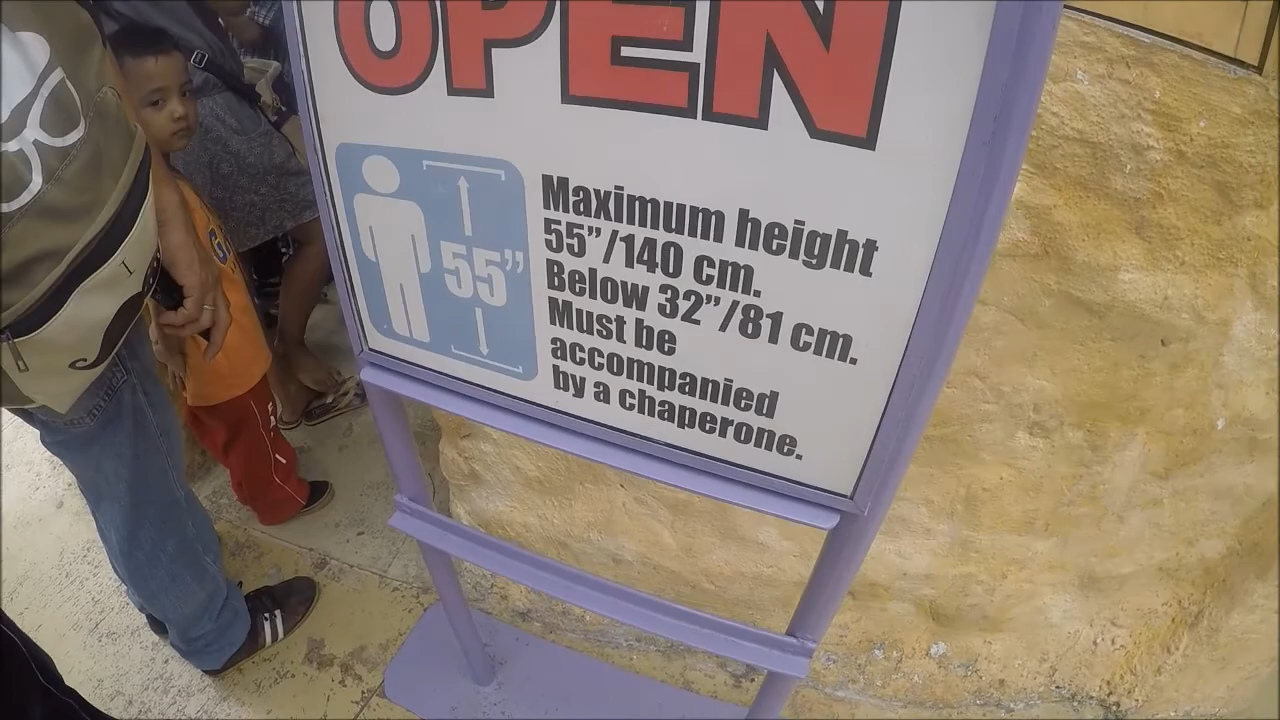 OPEN
55”
Maximum height
55”/140 cm.
Below 32”/81 cm.
Must be
accompanied
by a chaperone.